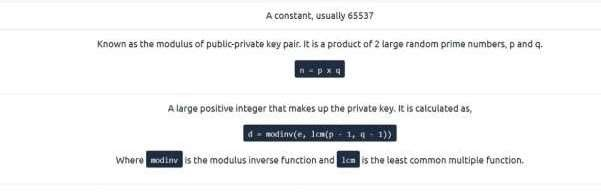 A constant, usually 65537
Known as the modulus of public-private key pair. It is a product of 2 large random prime numbers, p and q.
n = p x q
A large positive integer that makes up the private key. It is calculated as,
d = modinv(e, lcm(p - 1, q - 1))
Where modinv is the modulus inverse function and lcm is the least common multiple function.